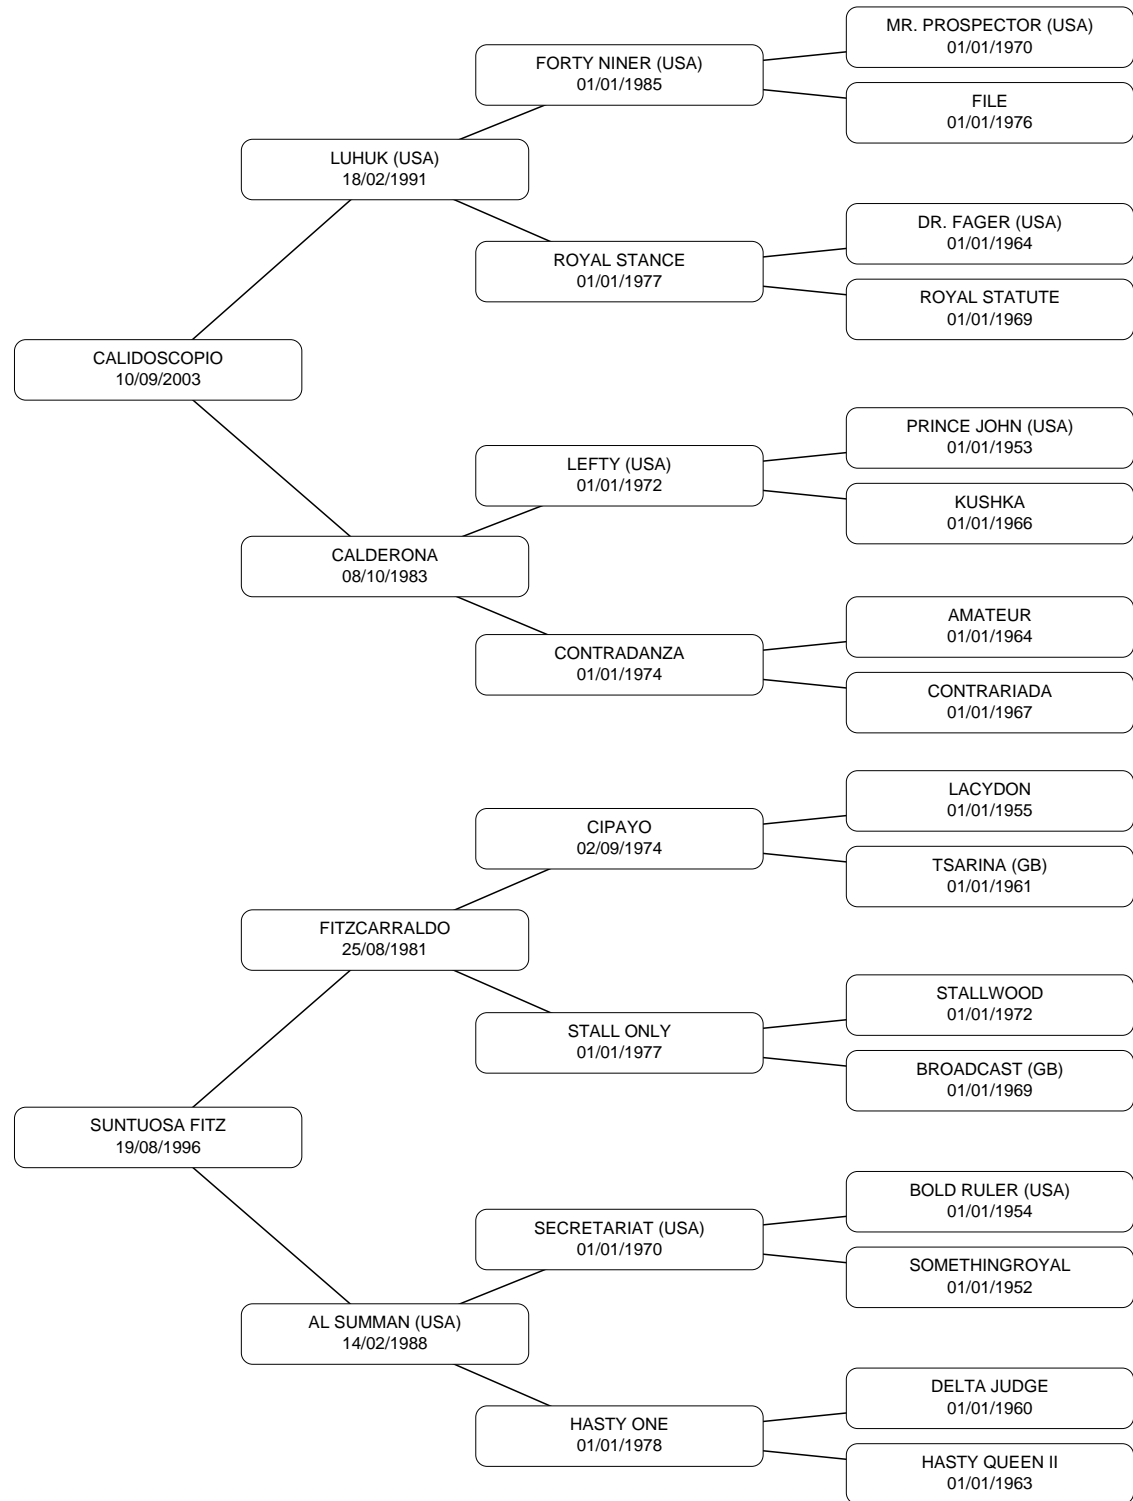 MR. PROSPECTOR (USA)
01/01/1970
FORTY NINER (USA)
01/01/1985
FILE
01/01/1976
LUHUK (USA)
18/02/1991
DR. FAGER (USA)
01/01/1964
ROYAL STANCE
01/01/1977
ROYAL STATUTE
01/01/1969
CALIDOSCOPIO
10/09/2003
PRINCE JOHN (USA)
01/01/1953
LEFTY (USA)
01/01/1972
KUSHKA
01/01/1966
CALDERONA
08/10/1983
AMATEUR
01/01/1964
CONTRADANZA
01/01/1974
CONTRARIADA
01/01/1967
LACYDON
01/01/1955
CIPAYO
02/09/1974
TSARINA (GB)
01/01/1961
FITZCARRALDO
25/08/1981
STALLWOOD
01/01/1972
STALL ONLY
01/01/1977
BROADCAST (GB)
01/01/1969
SUNTUOSA FITZ
19/08/1996
BOLD RULER (USA)
01/01/1954
SECRETARIAT (USA)
01/01/1970
SOMETHINGROYAL
01/01/1952
AL SUMMAN (USA)
14/02/1988
DELTA JUDGE
01/01/1960
HASTY ONE
01/01/1978
HASTY QUEEN II
01/01/1963